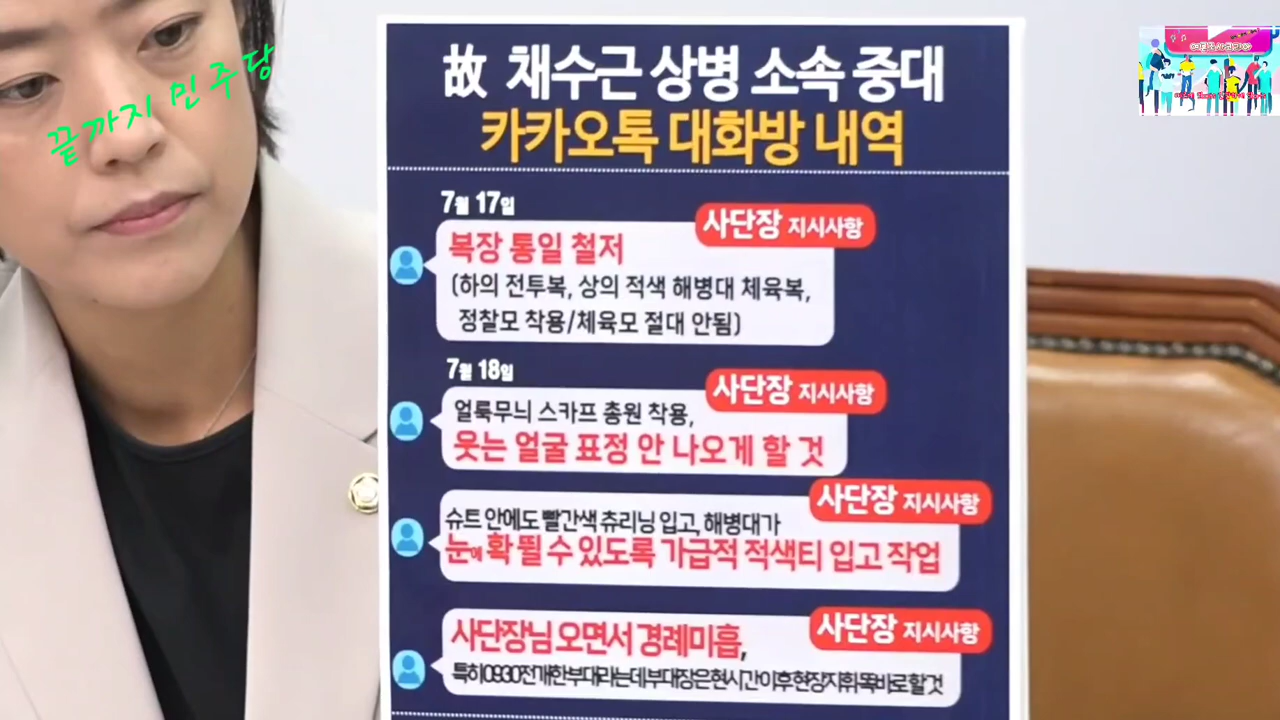 끝까지 민주당
故 채수근 상병 소속 중대
카카오톡 대화방 내역
7월 17일
사단장 지시사항
복장 통일 철저
(하의 전투복, 상의 적색 해병대 체육복,
정찰모 착용/체육모 절대 안됨)
7월 18일
사단장 지시사항
얼룩무늬 스카프 총원 착용,
웃는 얼굴 표정 안 나오게 할 것
사단장 지시사항
슈트 안에도 빨간색 츄리닝 입고, 해병대가
눈에 확 띌 수 있도록 가급적 적색티 입고 작업
사단장 지시사항
사단장님 오면서 경례미흡,
특히 0930 전개한 부대라는데 부대장은 현시간 이후 현장지휘 똑바로 할 것